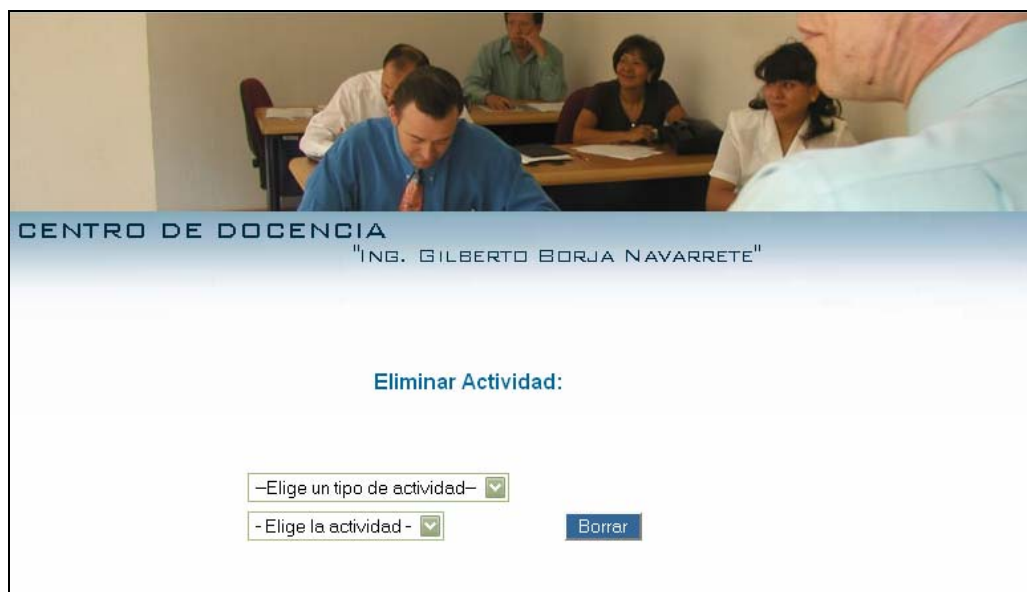 CENTRO DE DOCENCIA
"ING. GILBERTO BORJA NAVARRETE"
Eliminar Actividad:
--Elige un tipo de actividad--
- Elige la actividad -
Borrar